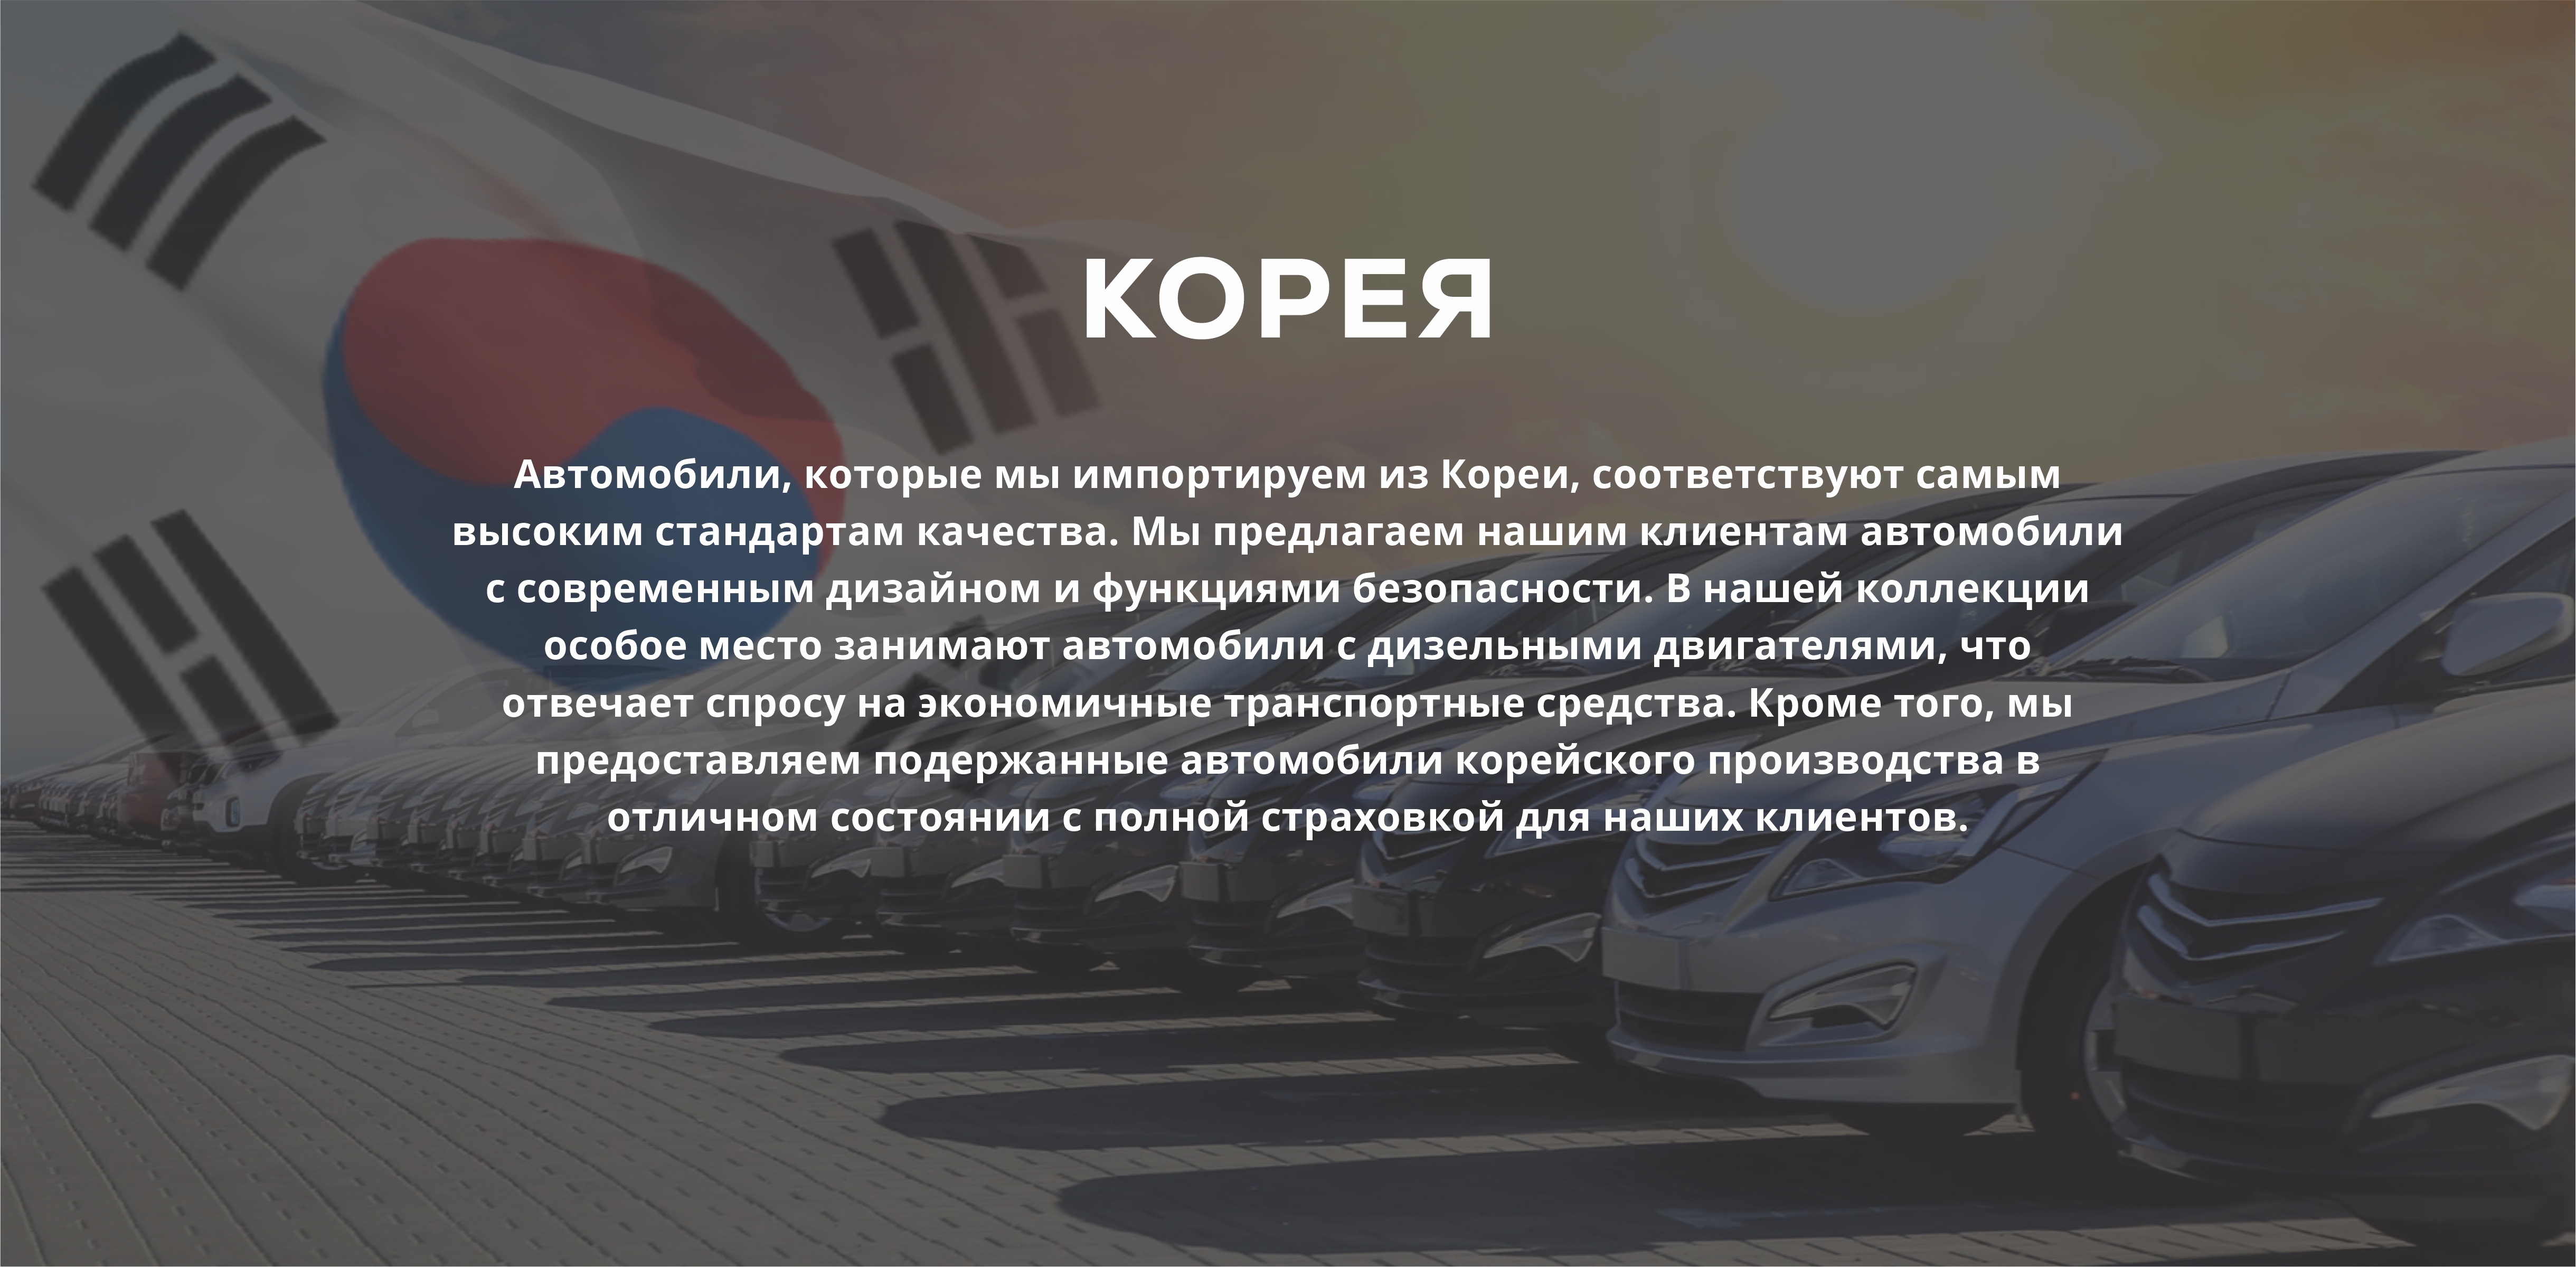 КОРЕЯ
Автомобили, которые мы импортируем из Кореи, соответствуют самым
высоким стандартам качества. Мы предлагаем нашим клиентам автомобили
с современным дизайном и функциями безопасности. В нашей коллекции
особое место занимают автомобили с дизельными двигателями, что
отвечает спросу на экономичные транспортные средства. Кроме того, мы
предоставляем подержанные автомобили корейского производства в
отличном состоянии с полной страховкой для наших клиентов.